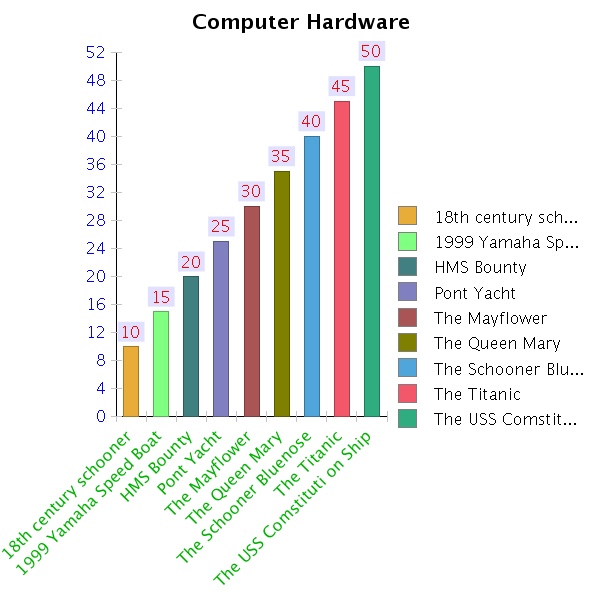 Computer Hardware
52
48
44
40
36
32
28
24
20
16
12
8
4
0
10
15
20
25
30
35
40
45
50
18th century schooner
1999 Yamaha Speed Boat
HMS Bounty
Pont Yacht
The Mayflower
The Queen Mary
The Schooner Bluenose
The Titanic
The USS Comstituti on Ship
18th century sch...
1999 Yamaha Sp...
HMS Bounty
Pont Yacht
The Mayflower
The Queen Mary
The Schooner Blu...
The Titanic
The USS Comstit...